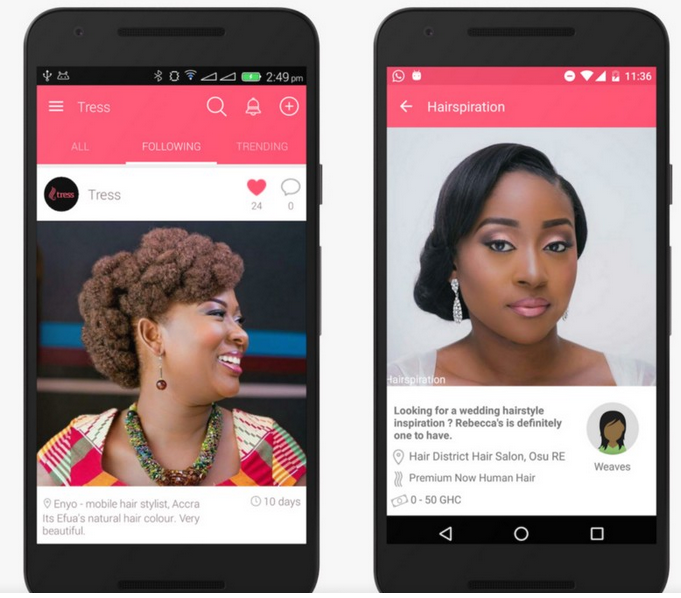 2:49 pm
Tress
ALL FOLLOWING TRENDING
tress
Tress
24 0
Enyo - mobile hair stylist, Accra
10 days
Its Efua's natural hair colour. Very
beautiful.
11:36
Hairspiration
Hairspiration
Looking for a wedding hairstyle
inspiration ? Rebecca's is definitely
one to have.
Hair District Hair Salon, Osu RE
Premium Now Human Hair
0 - 50 GHC
Weaves